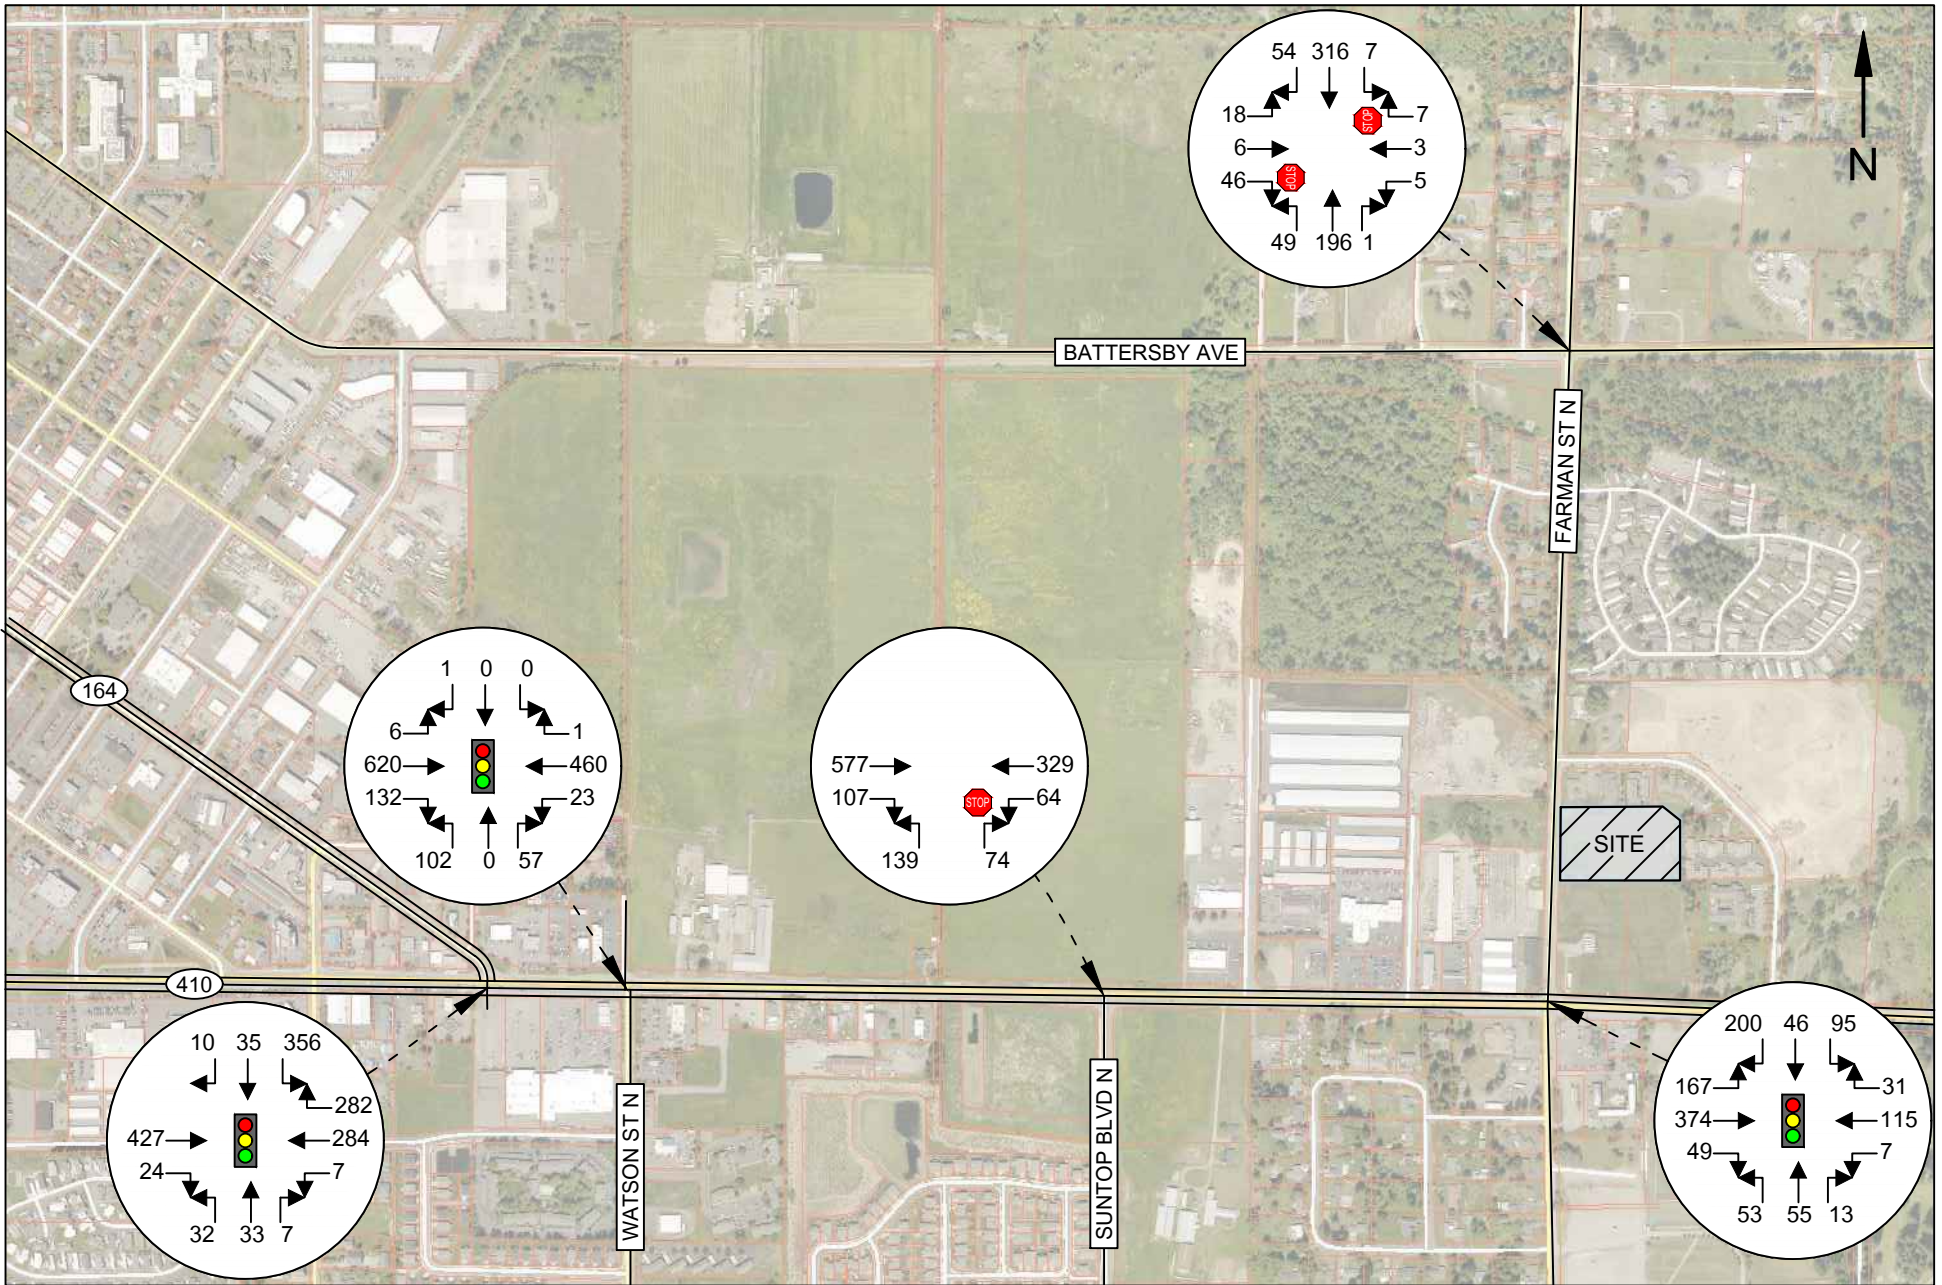 54 316 7
18 7
STOP
6 3
STOP
46 5
49 196 1
N
BATTERSBY AVE
FARMAN ST N
164
1 0 0
6 1
620 460
132 23
102 0 57
577 329
107 64
STOP
139 74
SITE
410
10 35 356
282
427 284
24 7
32 33 7
WATSON ST N
SUNTOP BLVD N
200 46 95
167 31
374 115
49 7
53 55 13